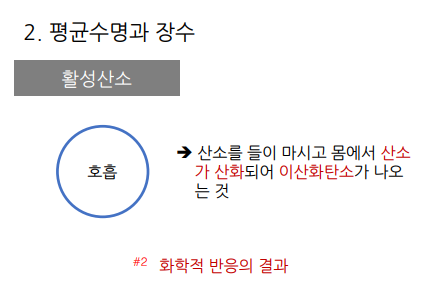 2. 평균수명과 장수
활성산소
호흡
➔ 산소를 들이 마시고 몸에서 산소
가 산화되어 이산화탄소가 나오
는 것
#2 화학적 반응의 결과